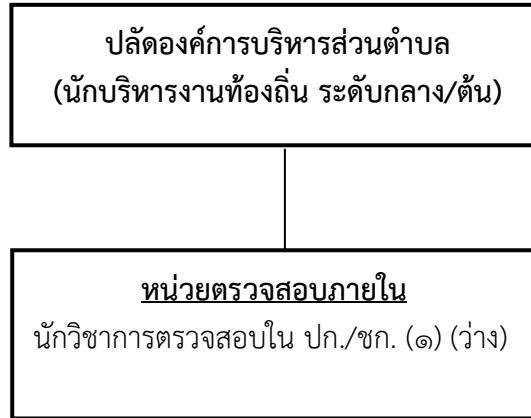 ปลัดองค์การบริหารส่วนตำบล
(นักบริหารงานท้องถิ่น ระดับกลาง/ต้น)
หน่วยตรวจสอบภายใน
นักวิชาการตรวจสอบใน ปก./ชก. (๑) (ว่าง)